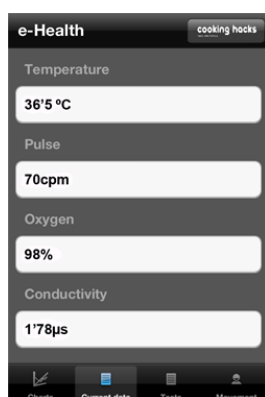 e-Health
cooking hacks
Temperature
36'5 ºC
Pulse
70cpm
Oxygen
98%
Conductivity
1'78µs
Charts
Current data
Tests
Movement